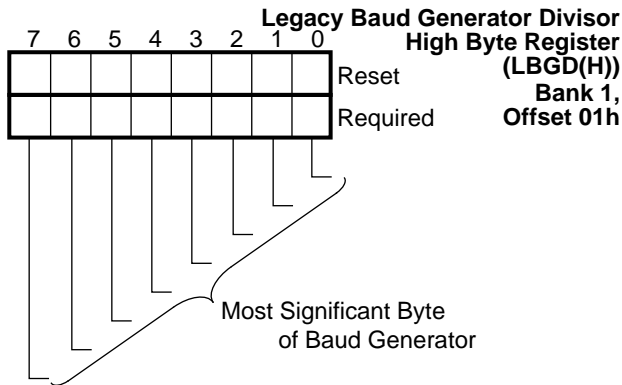 Legacy Baud Generator Divisor
High Byte Register
(LBGD(H))
Bank 1,
Offset 01h
7 6 5 4 3 2 1 0
Reset
Required
Most Significant Byte
of Baud Generator